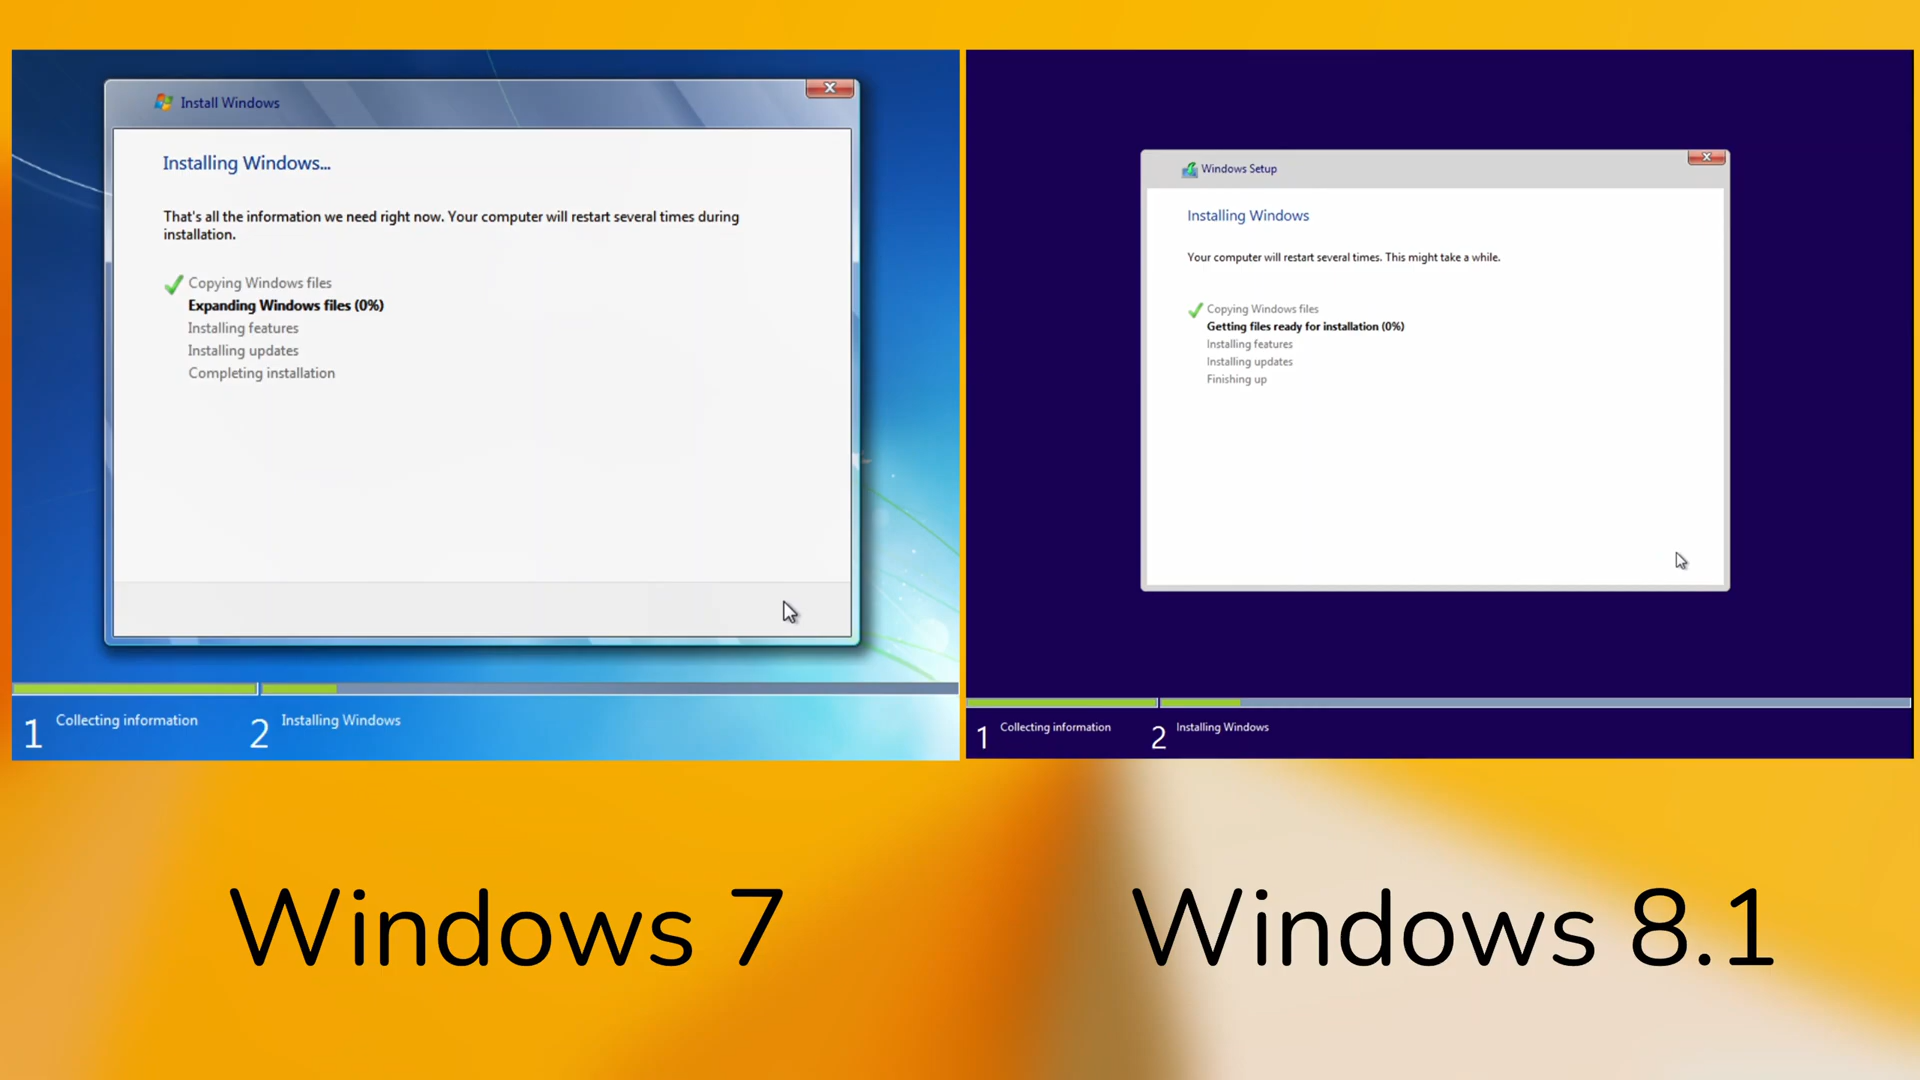 Install Windows
Installing Windows...
That's all the information we need right now. Your computer will restart several times during
installation.
Copying Windows files
Expanding Windows files (0%)
Installing features
Installing updates
Completing installation
1 Collecting information 2 Installing Windows
Windows Setup
Installing Windows
Your computer will restart several times. This might take a while.
Copying Windows files
Getting files ready for installation (0%)
Installing features
Installing updates
Finishing up
1 Collecting information 2 Installing Windows
Windows 7
Windows 8.1